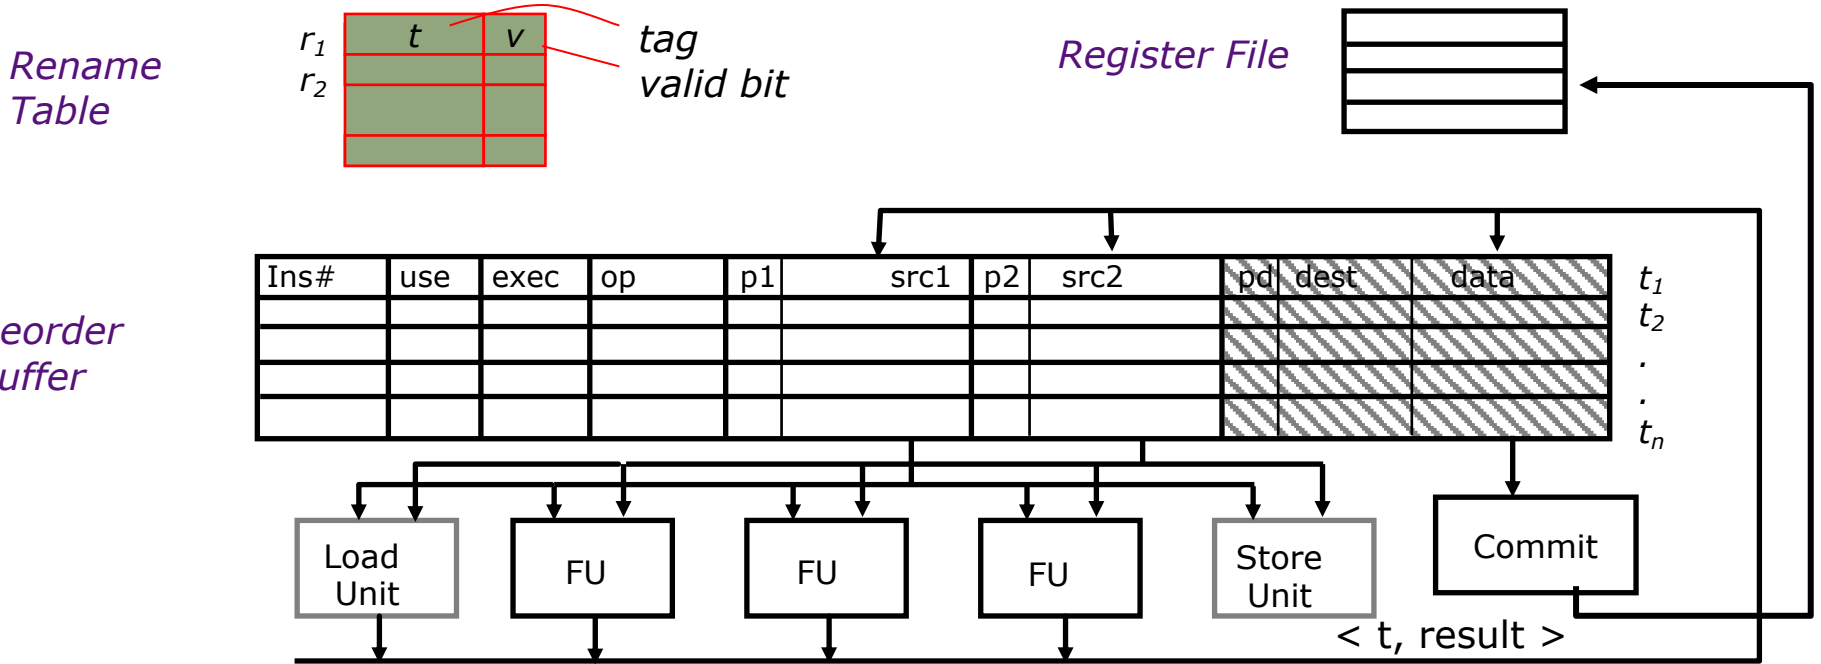 Rename
Table
r1
r2
t
v
tag
valid bit
Register File
eorder
uffer
Ins# use exec op p1 src1 p2 src2 pd dest data
t1
t2
.
.
tn
Load
Unit
FU
FU
FU
Store
Unit
Commit
< t, result >